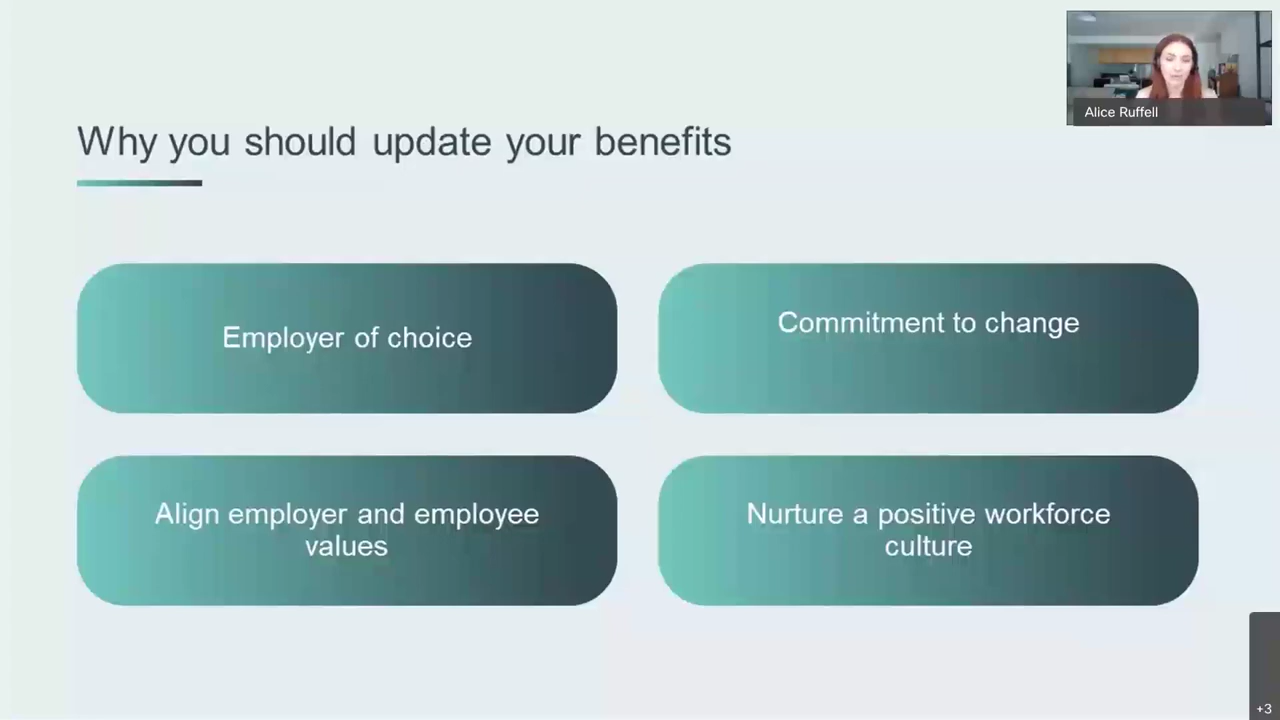 Alice Ruffell
Why you should update your benefits
Employer of choice
Commitment to change
Align employer and employee
values
Nurture a positive workforce
culture
+3